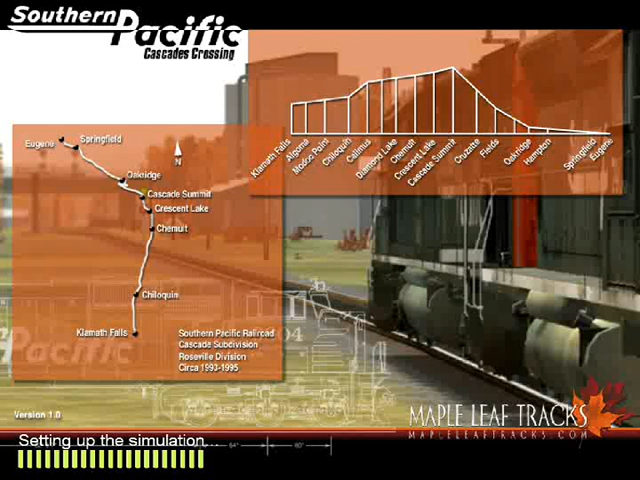 Southern
Pacific
Cascades Crossing
Eugene
Springfield
Oakridge
N
Cascade Summit
Crescent Lake
Chemult
Chiloquin
Klamath Falls
Southern Pacific Railroad
Cascade Subdivision
Roseville Division
Circa 1993-1995
Klamath Falls
Algoma
Modoc Point
Chiloquin
Calimus
Diamond Lake
Chemult
Crescent Lake
Cascade Summit
Cruzatte
Fields
Oakridge
Hampton
Springfield
Eugene
Pacific
Version 1.0
MAPLE LEAF TRACKS
MAPLELEAFTRACKS.COM
Setting up the simulation...